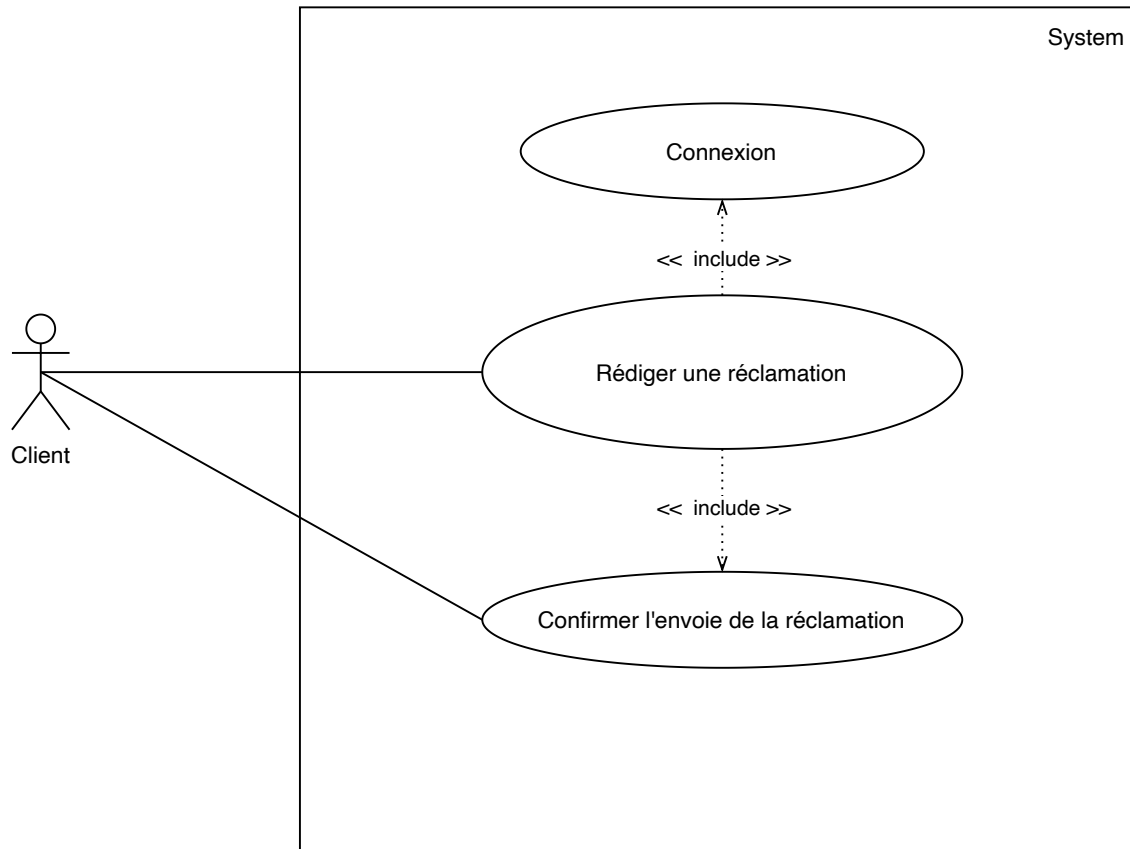 System
Connexion
<< include >>
Rédiger une réclamation
Client
<< include >>
Confirmer l'envoie de la réclamation